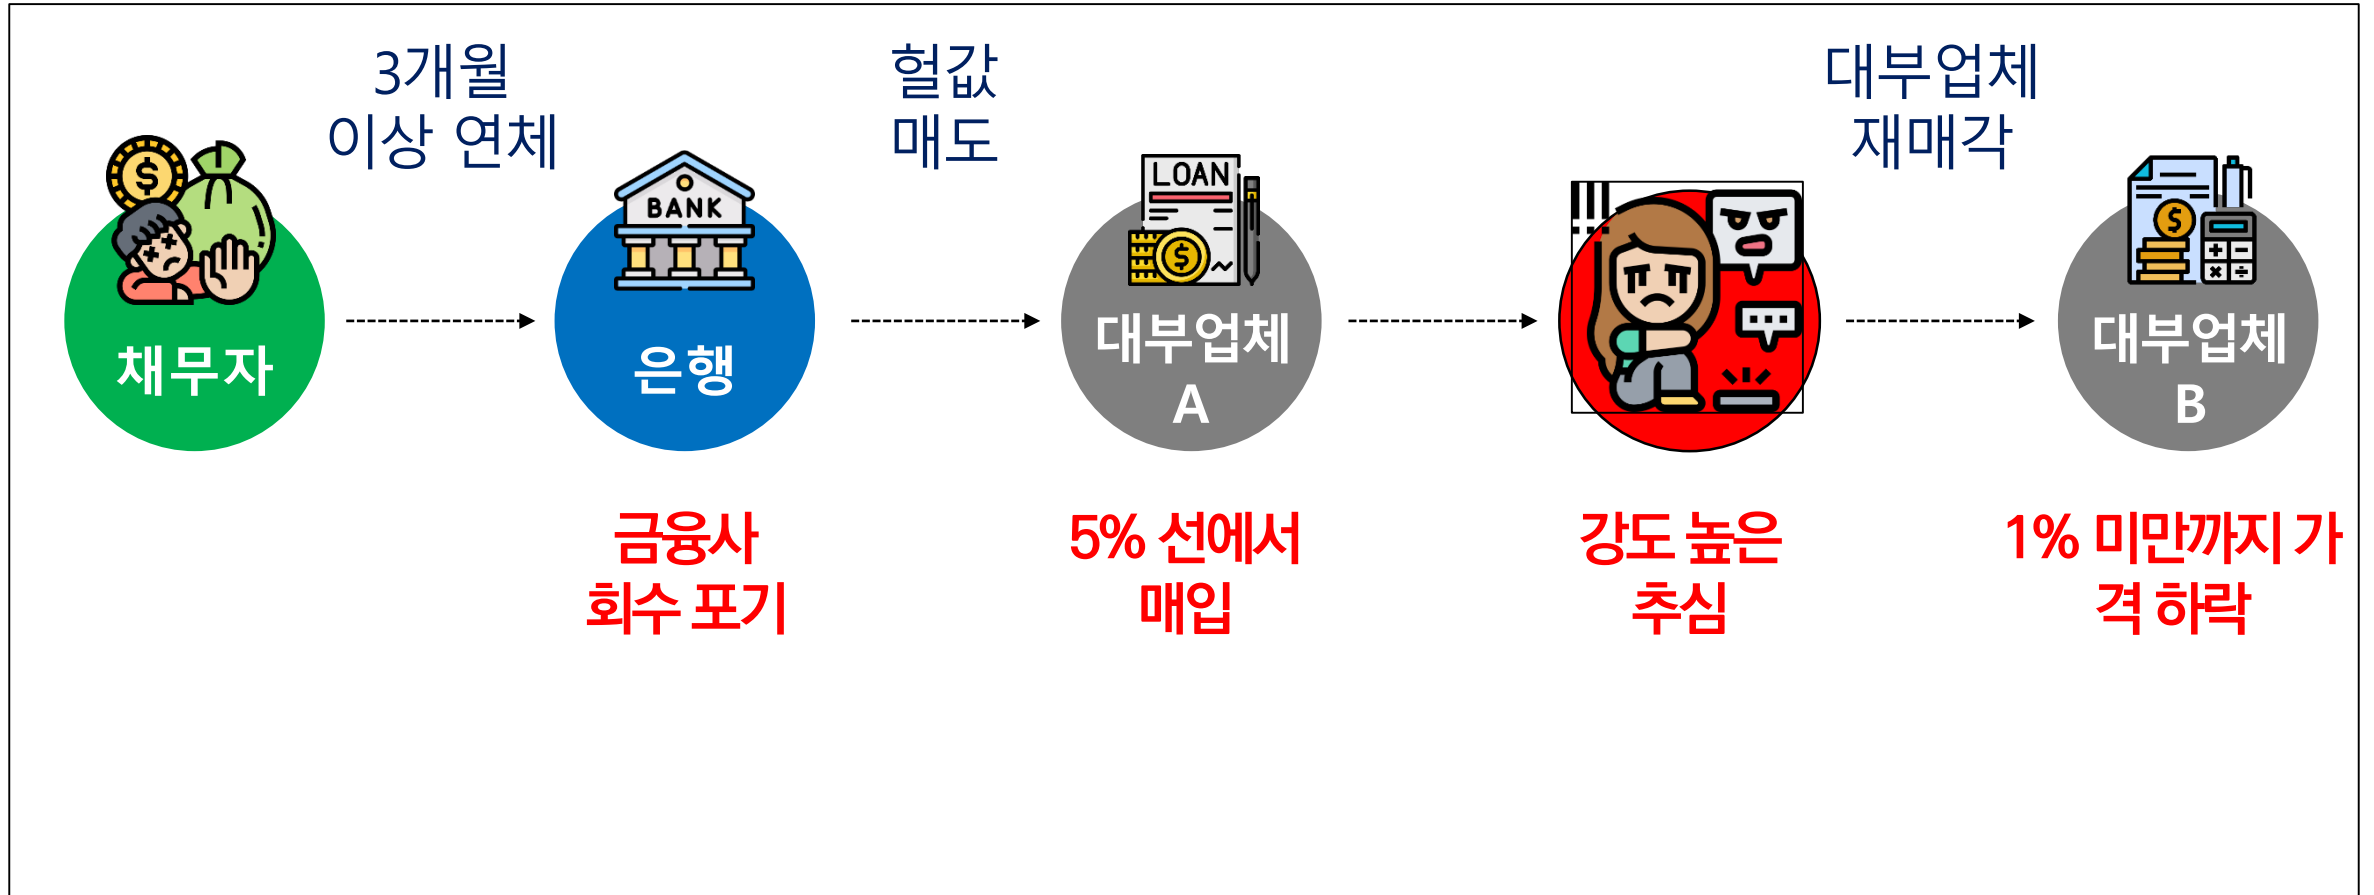 3개월
이상 연체
헐값
매도
대부업체
재매각
BANK
LOAN
채무자
은행
대부업체
A
대부업체
B
금융사
회수 포기
5% 선에서
매입
강도 높은
추심
1% 미만까지 가
격 하락